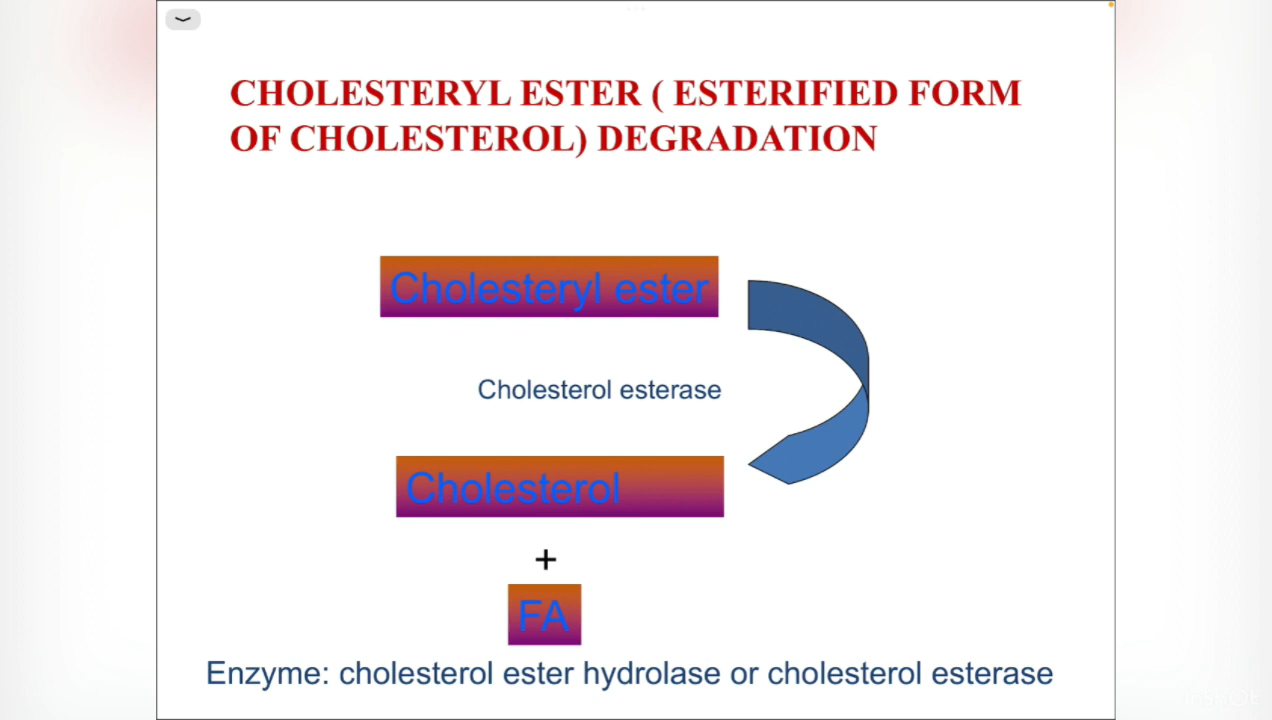 CHOLESTERYL ESTER ( ESTERIFIED FORM
OF CHOLESTEROL) DEGRADATION
Cholesteryl ester
Cholesterol esterase
Cholesterol
+
FA
Enzyme: cholesterol ester hydrolase or cholesterol esterase